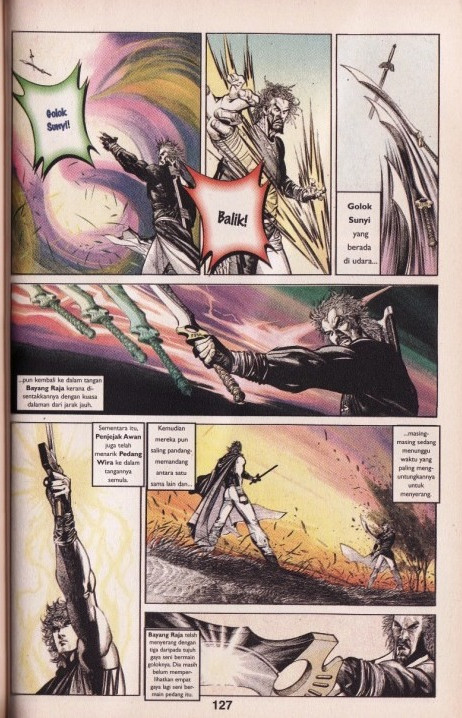 Golok
Sunyi!
Balik!
Golok
Sunyi
yang
berada
di udara...
...pun kembali ke dalam tangan
Bayang Raja kerana di-
sentakkannya dengan kuasa
dalaman dari jarak jauh.
Sementara itu,
Penjejak Awan
juga telah
menarik Pedang
Wira ke dalam
tangannya
semula.
Kemudian
mereka pun
saling pandang-
memandang
antara satu
sama lain dan...
...masing-
masing sedang
menunggu
waktu yang
paling meng-
untungkannya
untuk
menyerang.
Bayang Raja telah
menyerang dengan
tiga daripada tujuh
gaya seni bermain
goloknya. Dia masih
belum memper-
lihatkan empat
gaya lagi seni ber-
main pedang itu.
127